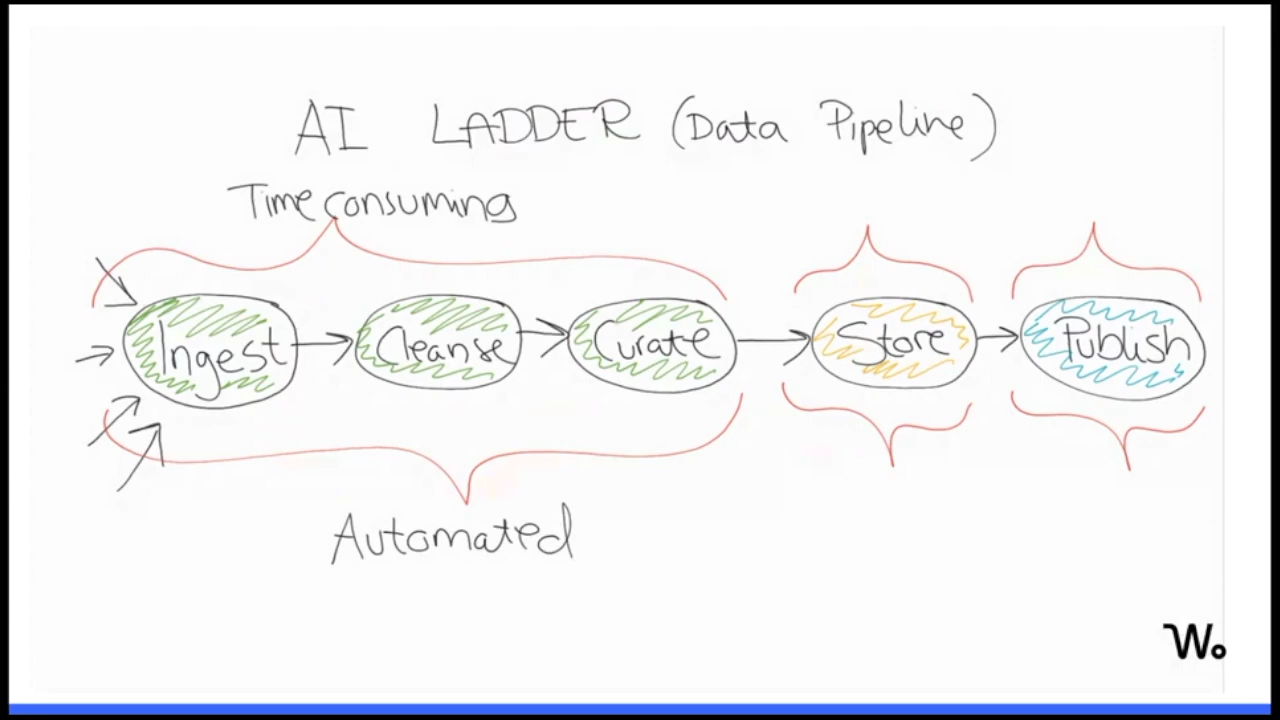 AI LADDER (Data Pipeline)
Time consuming
Ingest Cleanse Curate Store Publish
Automated
W.